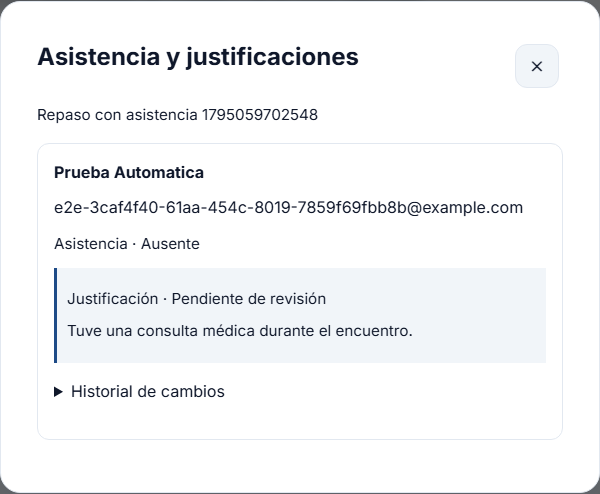 Asistencia y justificaciones
×
Repaso con asistencia 1795059702548
Prueba Automatica
e2e-3caf4f40-61aa-454c-8019-7859f69fbb8b@example.com
Asistencia · Ausente
Justificación · Pendiente de revisión
Tuve una consulta médica durante el encuentro.
Historial de cambios